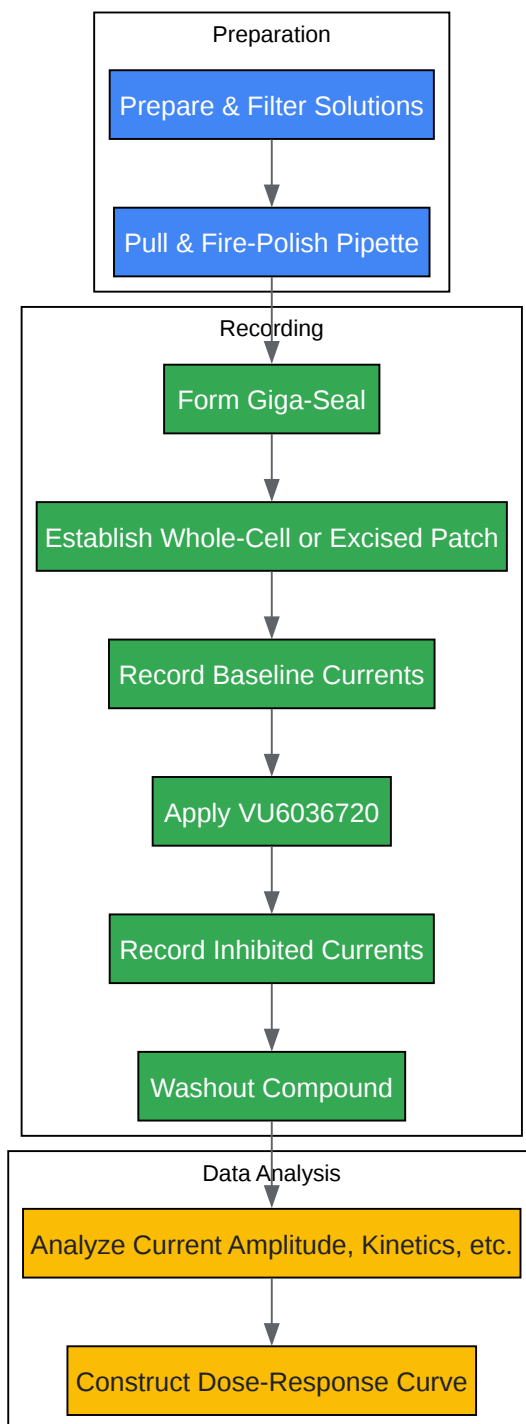 Preparation
Prepare & Filter Solutions
Pull & Fire-Polish Pipette
Recording
Form Giga-Seal
Establish Whole-Cell or Excised Patch
Record Baseline Currents
Apply VU6036720
Record Inhibited Currents
Washout Compound
Data Analysis
Analyze Current Amplitude, Kinetics, etc.
Construct Dose-Response Curve